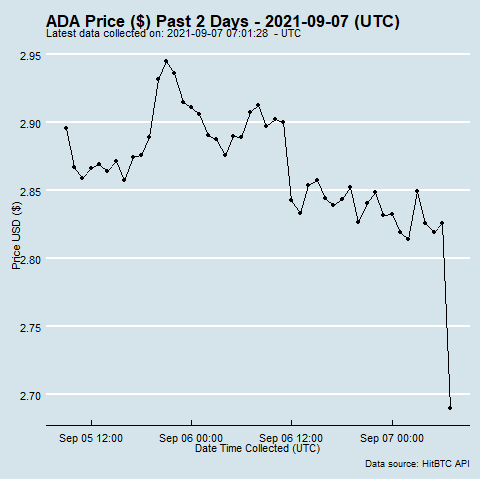 ADA Price ($) Past 2 Days - 2021-09-07 (UTC)
Latest data collected on: 2021-09-07 07:01:28 - UTC
2.95
2.90
2.85
2.80
2.75
2.70
Price USD ($)
Sep 05 12:00 Sep 06 00:00 Sep 06 12:00 Sep 07 00:00
Date Time Collected (UTC)
Data source: HitBTC API